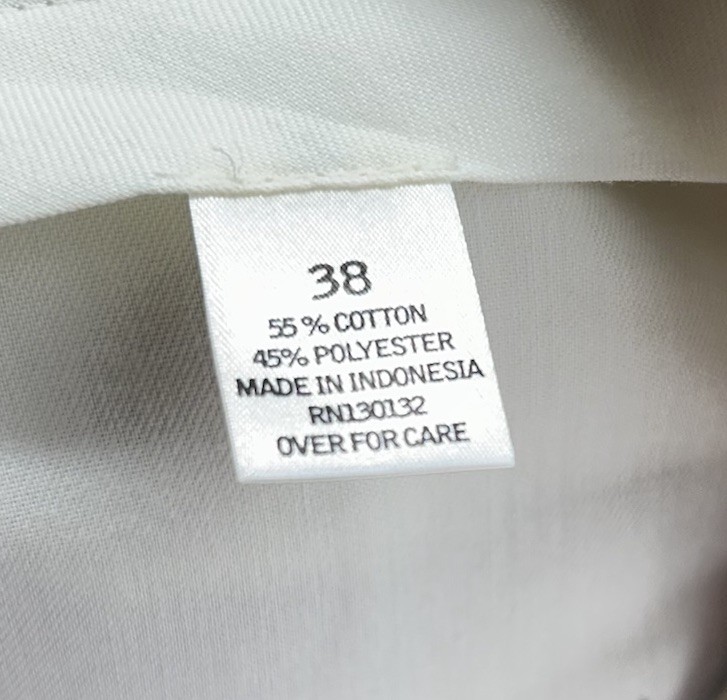 38
55 % COTTON
45% POLYESTER
MADE IN INDONESIA
RN130132
OVER FOR CARE